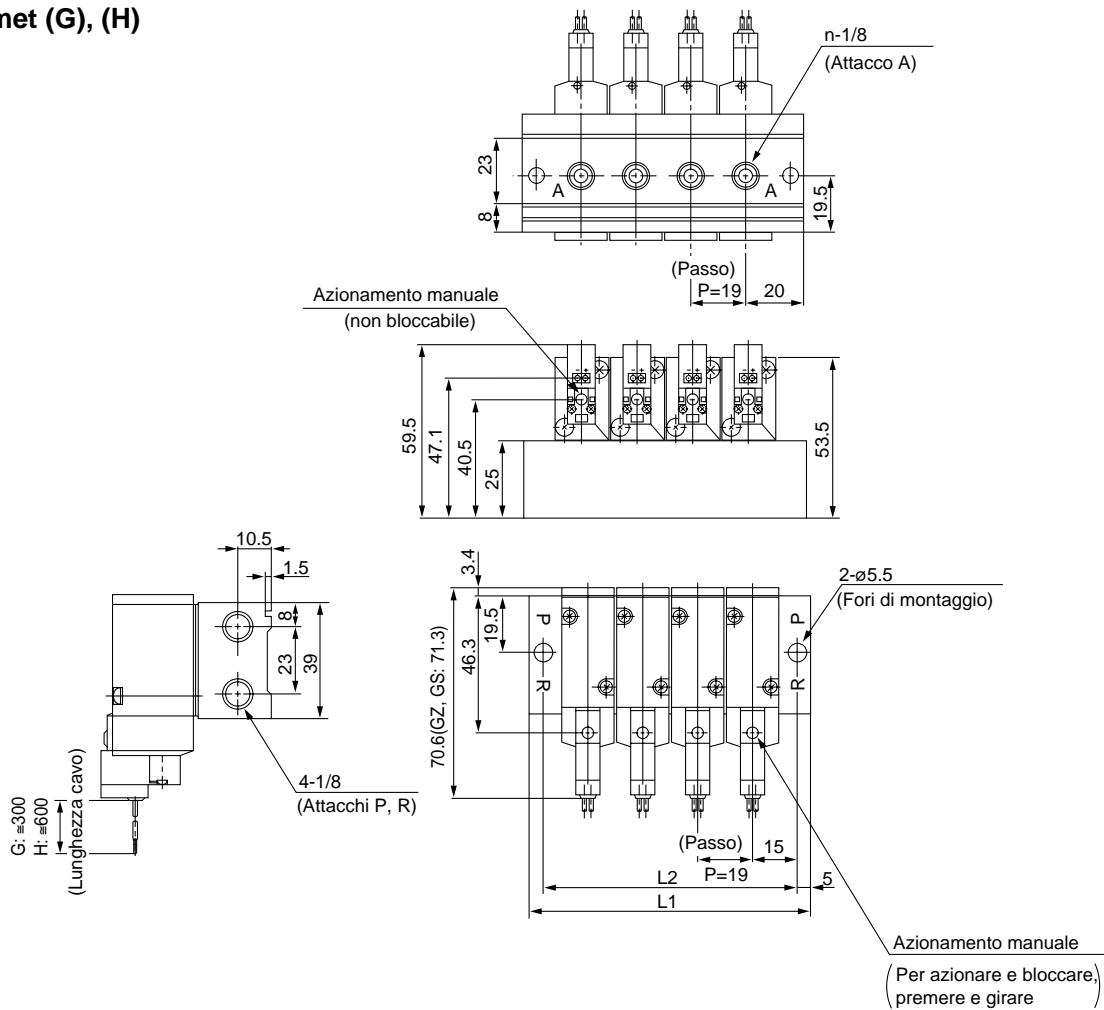 met (G), (H)
n-1/8
(Attacco A)
23
8
A
A
19.5
(Passo)
P=19
20
Azionamento manuale
(non bloccabile)
- +
- +
- +
- +
59.5
47.1
40.5
25
53.5
10.5
1.5
8
23
39
4-1/8
(Attacchi P, R)
G: ≅300
H: ≅600
(Lunghezza cavo)
3.4
19.5
46.3
70.6(GZ, GS: 71.3)
P
R
P
R
2-ø5.5
(Fori di montaggio)
(Passo)
P=19
15
5
L2
L1
Azionamento manuale
(Per azionare e bloccare,
premere e girare)